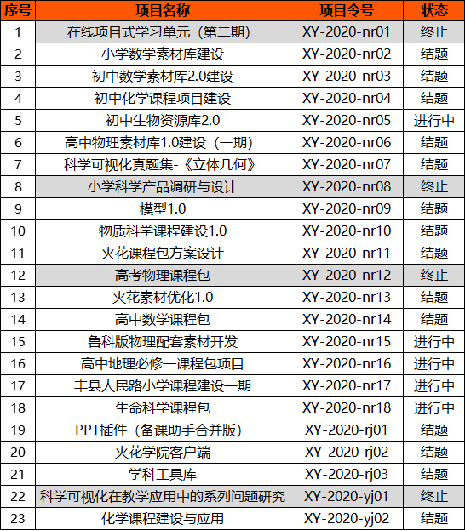 序号 项目名称 项目令号 状态
1 在线项目式学习单元（第二期） XY-2020-nr01 终止
2 小学数学素材库建设 XY-2020-nr02 结题
3 初中数学素材库2.0建设 XY-2020-nr03 结题
4 初中化学课程项目建设 XY-2020-nr04 结题
5 初中生物资源库2.0 XY-2020-nr05 进行中
6 高中物理素材库1.0建设（一期） XY-2020-nr06 结题
7 科学可视化真题集-《立体几何》 XY-2020-nr07 结题
8 小学科学产品调研与设计 XY-2020-nr08 终止
9 模型1.0 XY-2020-nr09 结题
10 物质科学课程建设1.0 XY-2020-nr10 结题
11 火花课程包方案设计 XY-2020-nr11 结题
12 高考物理课程包 XY-2020-nr12 终止
13 火花素材优化1.0 XY-2020-nr13 结题
14 高中数学课程包 XY-2020-nr14 结题
15 鲁科版物理配套素材开发 XY-2020-nr15 进行中
16 高中地理必修一课程包项目 XY-2020-nr16 进行中
17 丰县人民路小学课程建设一期 XY-2020-nr17 进行中
18 生命科学课程包 XY-2020-nr18 进行中
19 PPT插件（备课助手合并版） XY-2020-rj01 结题
20 火花学院客户端 XY-2020-rj02 结题
21 学科工具库 XY-2020-rj03 结题
22 科学可视化在教学应用中的系列问题研究 XY-2020-yj01 终止
23 化学课程建设与应用 XY-2020-yj02 结题